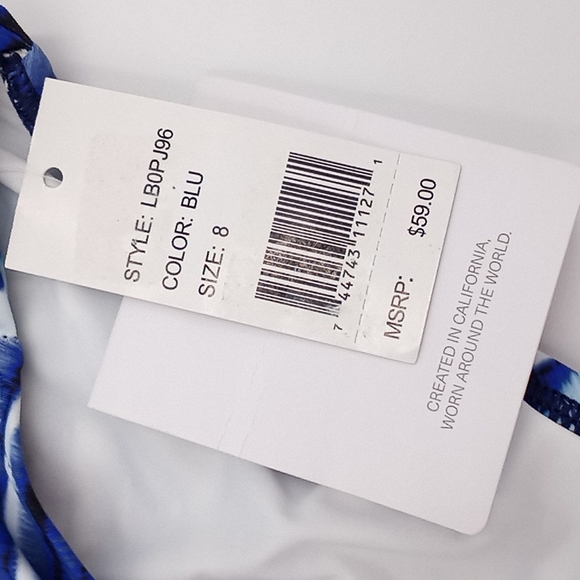 STYLE: LB0PJ96
COLOR: BLU
SIZE: 8
7 44743 11127 1
MSRP: $59.00
CREATED IN CALIFORNIA,
WORN AROUND THE WORLD.